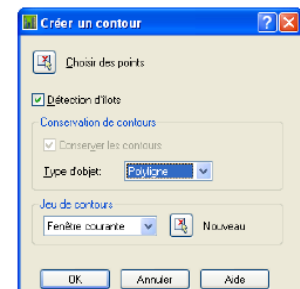 Créer un contour
Choisir des points
Détection d'îlots
Conservation de contours
Conserver les contours
Type d'objet: Polyligne
Jeu de contours
Fenêtre courante Nouveau
OK Annuler Aide